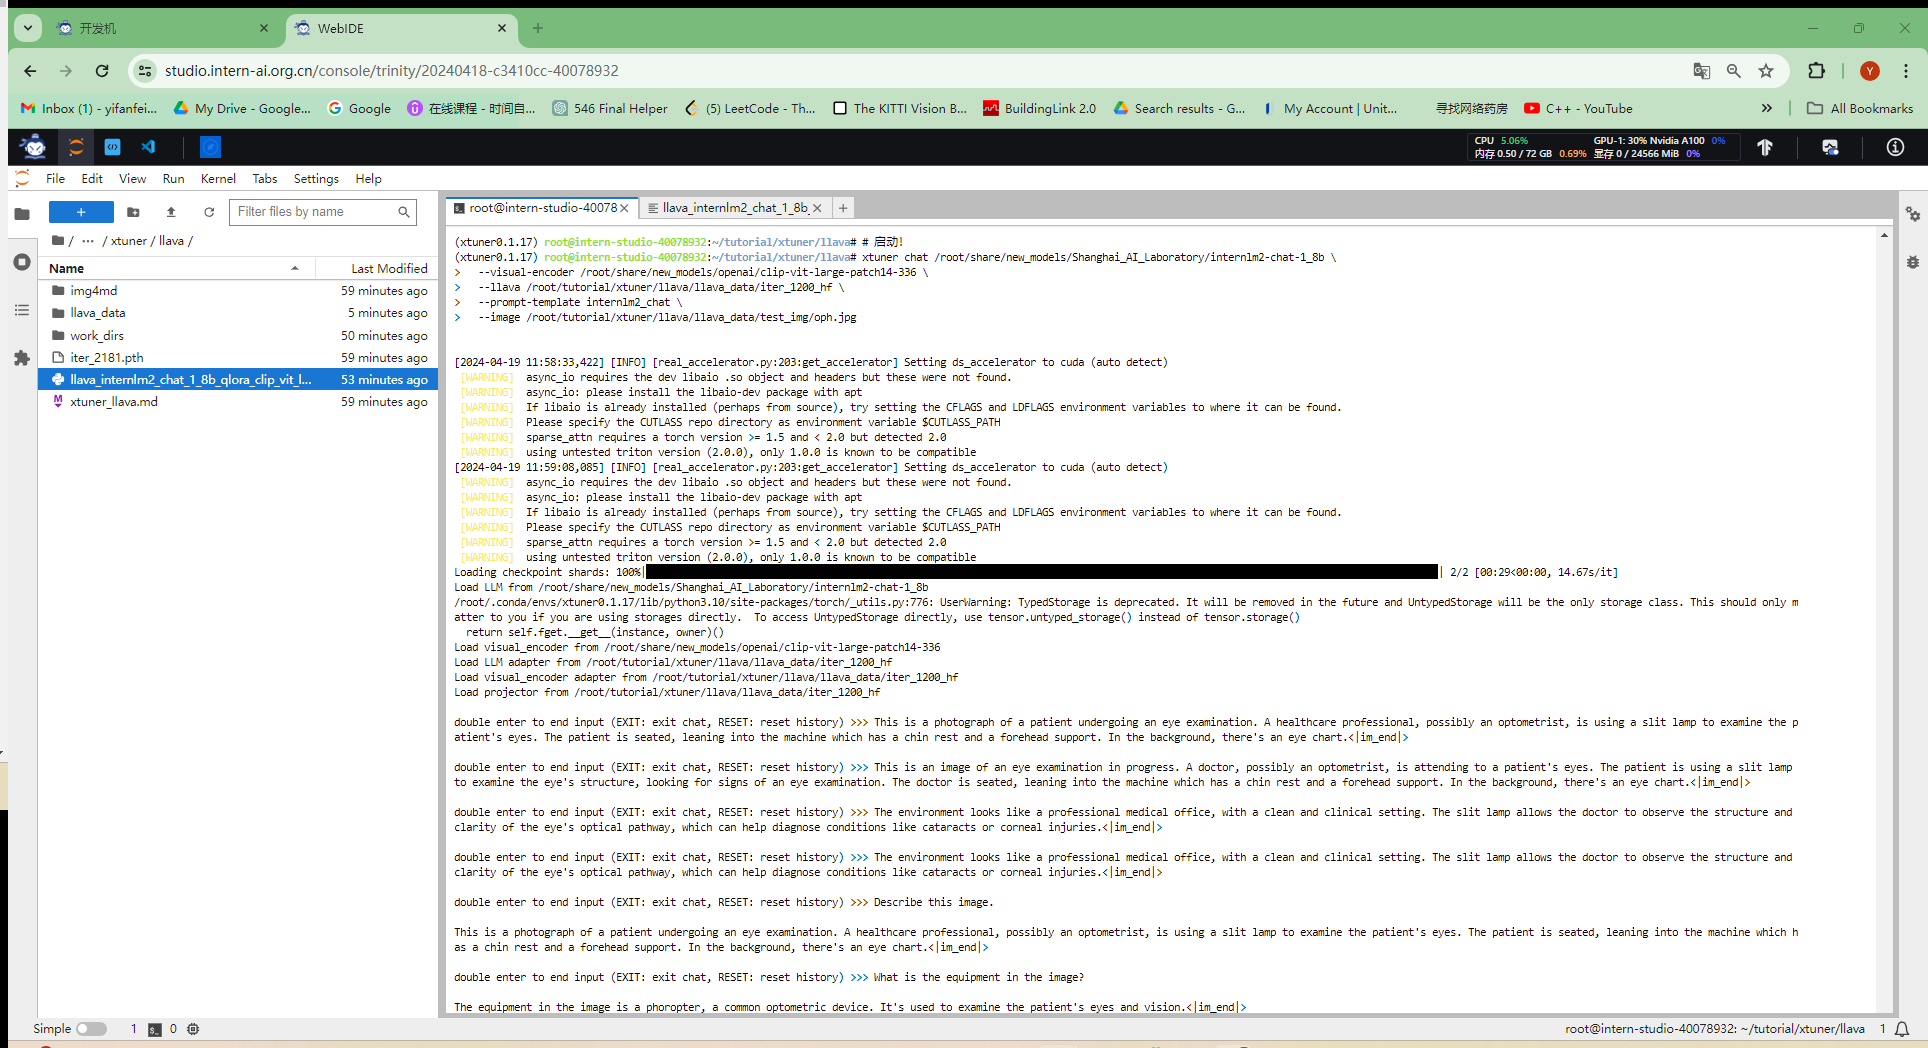 开发机
WebIDE
studio.intern-ai.org.cn/console/trinity/20240418-c3410cc-40078932
Y
Inbox (1) - yifanfei...
My Drive - Google...
Google
在线课程 - 时间自...
546 Final Helper
(5) LeetCode - Th...
The KITTI Vision B...
BuildingLink 2.0
Search results - G...
My Account | Unit...
寻找网络药房
C++ - YouTube
All Bookmarks
CPU 5.06% GPU-1: 30% Nvidia A100 0%
内存 0.50 / 72 GB 0.69% 显存 0 / 24566 MiB 0%
File Edit View Run Kernel Tabs Settings Help
Filter files by name
root@intern-studio-40078
llava_internlm2_chat_1_8b_
/ ··· / xtuner / llava /
Name Last Modified
img4md 59 minutes ago
llava_data 5 minutes ago
work_dirs 50 minutes ago
iter_2181.pth 59 minutes ago
llava_internlm2_chat_1_8b_qlora_clip_vit_l... 53 minutes ago
xtuner_llava.md 59 minutes ago
(xtuner0.1.17) root@intern-studio-40078932:~/tutorial/xtuner/llava# # 启动!
(xtuner0.1.17) root@intern-studio-40078932:~/tutorial/xtuner/llava# xtuner chat /root/share/new_models/Shanghai_AI_Laboratory/internlm2-chat-1_8b \
> --visual-encoder /root/share/new_models/openai/clip-vit-large-patch14-336 \
> --llava /root/tutorial/xtuner/llava/llava_data/iter_1200_hf \
> --prompt-template internlm2_chat \
> --image /root/tutorial/xtuner/llava/llava_data/test_img/oph.jpg
[2024-04-19 11:58:33,422] [INFO] [real_accelerator.py:203:get_accelerator] Setting ds_accelerator to cuda (auto detect)
[WARNING] async_io requires the dev libaio .so object and headers but these were not found.
[WARNING] async_io: please install the libaio-dev package with apt
[WARNING] If libaio is already installed (perhaps from source), try setting the CFLAGS and LDFLAGS environment variables to where it can be found.
[WARNING] Please specify the CUTLASS repo directory as environment variable $CUTLASS_PATH
[WARNING] sparse_attn requires a torch version >= 1.5 and < 2.0 but detected 2.0
[WARNING] using untested triton version (2.0.0), only 1.0.0 is known to be compatible
[2024-04-19 11:59:08,085] [INFO] [real_accelerator.py:203:get_accelerator] Setting ds_accelerator to cuda (auto detect)
[WARNING] async_io requires the dev libaio .so object and headers but these were not found.
[WARNING] async_io: please install the libaio-dev package with apt
[WARNING] If libaio is already installed (perhaps from source), try setting the CFLAGS and LDFLAGS environment variables to where it can be found.
[WARNING] Please specify the CUTLASS repo directory as environment variable $CUTLASS_PATH
[WARNING] sparse_attn requires a torch version >= 1.5 and < 2.0 but detected 2.0
[WARNING] using untested triton version (2.0.0), only 1.0.0 is known to be compatible
Loading checkpoint shards: 100%| | 2/2 [00:29<00:00, 14.67s/it]
Load LLM from /root/share/new_models/Shanghai_AI_Laboratory/internlm2-chat-1_8b
/root/.conda/envs/xtuner0.1.17/lib/python3.10/site-packages/torch/_utils.py:776: UserWarning: TypedStorage is deprecated. It will be removed in the future and UntypedStorage will be the only storage class. This should only m
atter to you if you are using storages directly.  To access UntypedStorage directly, use tensor.untyped_storage() instead of tensor.storage()
return self.fget.__get__(instance, owner)()
Load visual_encoder from /root/share/new_models/openai/clip-vit-large-patch14-336
Load LLM adapter from /root/tutorial/xtuner/llava/llava_data/iter_1200_hf
Load visual_encoder adapter from /root/tutorial/xtuner/llava/llava_data/iter_1200_hf
Load projector from /root/tutorial/xtuner/llava/llava_data/iter_1200_hf
double enter to end input (EXIT: exit chat, RESET: reset history) >>> This is a photograph of a patient undergoing an eye examination. A healthcare professional, possibly an optometrist, is using a slit lamp to examine the p
atient's eyes. The patient is seated, leaning into the machine which has a chin rest and a forehead support. In the background, there's an eye chart.<|im_end|>
double enter to end input (EXIT: exit chat, RESET: reset history) >>> This is an image of an eye examination in progress. A doctor, possibly an optometrist, is attending to a patient's eyes. The patient is using a slit lamp
to examine the eye's structure, looking for signs of an eye examination. The doctor is seated, leaning into the machine which has a chin rest and a forehead support. In the background, there's an eye chart.<|im_end|>
double enter to end input (EXIT: exit chat, RESET: reset history) >>> The environment looks like a professional medical office, with a clean and clinical setting. The slit lamp allows the doctor to observe the structure and
clarity of the eye's optical pathway, which can help diagnose conditions like cataracts or corneal injuries.<|im_end|>
double enter to end input (EXIT: exit chat, RESET: reset history) >>> The environment looks like a professional medical office, with a clean and clinical setting. The slit lamp allows the doctor to observe the structure and
clarity of the eye's optical pathway, which can help diagnose conditions like cataracts or corneal injuries.<|im_end|>
double enter to end input (EXIT: exit chat, RESET: reset history) >>> Describe this image.
This is a photograph of a patient undergoing an eye examination. A healthcare professional, possibly an optometrist, is using a slit lamp to examine the patient's eyes. The patient is seated, leaning into the machine which h
as a chin rest and a forehead support. In the background, there's an eye chart.<|im_end|>
double enter to end input (EXIT: exit chat, RESET: reset history) >>> What is the equipment in the image?
The equipment in the image is a phoropter, a common optometric device. It's used to examine the patient's eyes and vision.<|im_end|>
Simple 1 0
root@intern-studio-40078932: ~/tutorial/xtuner/llava 1